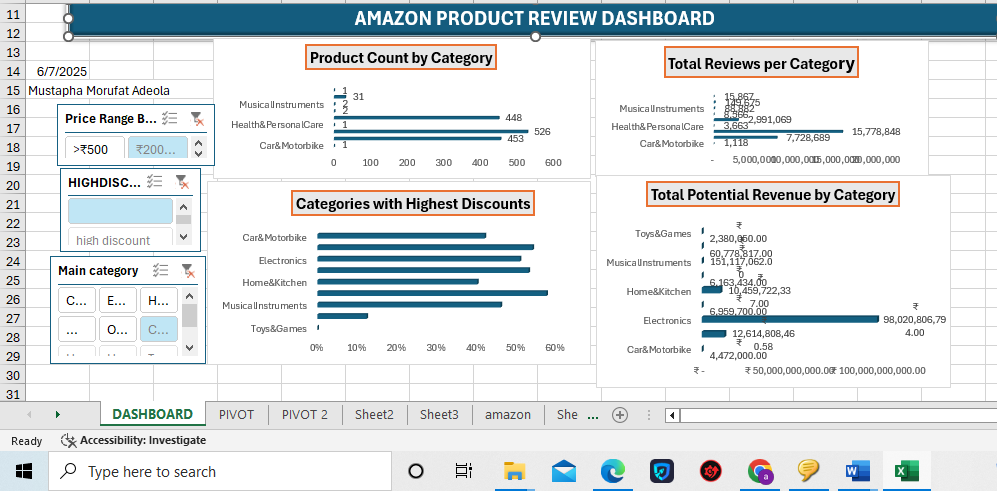 AMAZON PRODUCT REVIEW DASHBOARD
11
12
13
14
15
16
17
18
19
20
21
22
23
24
25
26
27
28
29
30
31
6/7/2025
Mustapha Morufat Adeola
Price Range B...
>₹500
₹200...
HIGHDISC...
high discount
Main category
C...
E...
H...
...
O...
C...
Product Count by Category
1
31
MusicalInstruments
2
2
448
Health&PersonalCare
1
526
453
Car&Motorbike
1
0
100
200
300
400
500
600
Total Reviews per Category
15,867
149,675
MusicalInstruments
88,882
8,566
2,991,069
Health&PersonalCare
3,663
15,778,848
7,728,689
Car&Motorbike
1,118
-
5,000,000
10,000,000
15,000,000
20,000,000
Categories with Highest Discounts
Car&Motorbike
Electronics
Home&Kitchen
MusicalInstruments
Toys&Games
0%
10%
20%
30%
40%
50%
60%
Total Potential Revenue by Category
Toys&Games
₹
2,380,050.00
₹
60,778,817.00
MusicalInstruments
₹
151,117,062.0
0
₹
6,163,434.00
Home&Kitchen
10,459,722,33
7.00
₹
6,959,700.00
Electronics
₹
98,020,806,79
4.00
12,614,808,46
0.58
Car&Motorbike
₹
4,472,000.00
₹ -
₹ 50,000,000,000.00
₹ 100,000,000,000.00
DASHBOARD
PIVOT
PIVOT 2
Sheet2
Sheet3
amazon
She ...
Ready
Accessibility: Investigate
Type here to search